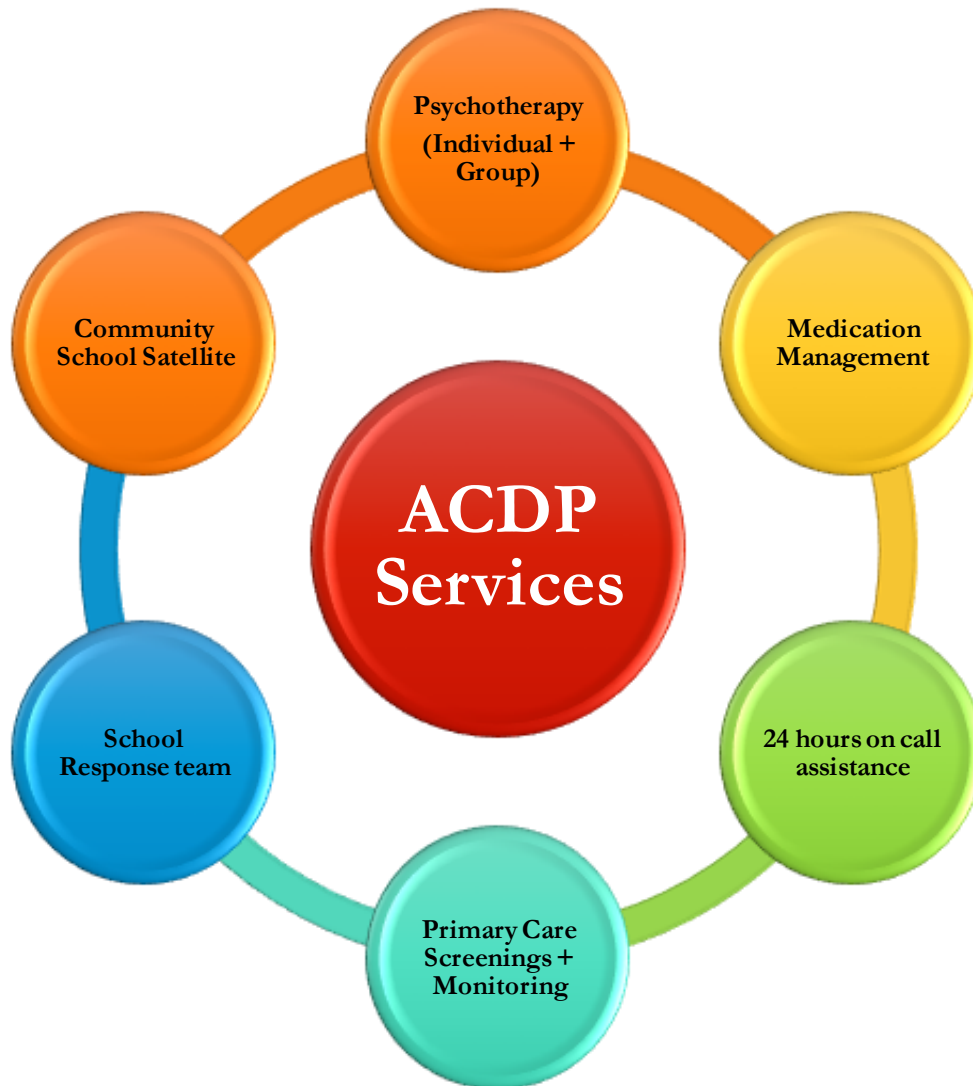 Psychotherapy
(Individual +
Group)
Community
School Satellite
Medication
Management
ACDP
Services
School
Response team
24 hours on call
assistance
Primary Care
Screenings +
Monitoring